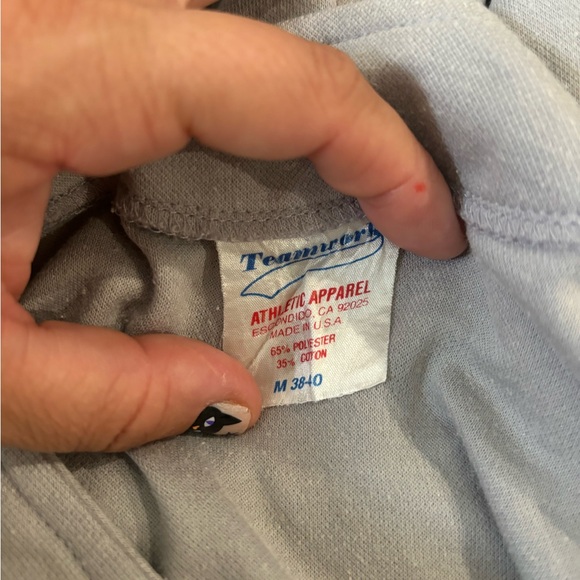 Teamwork
ATHLETIC APPAREL
ESCONDIDO, CA 92025
MADE IN U.S.A
65% POLYESTER
35% COTTON
M 38-40